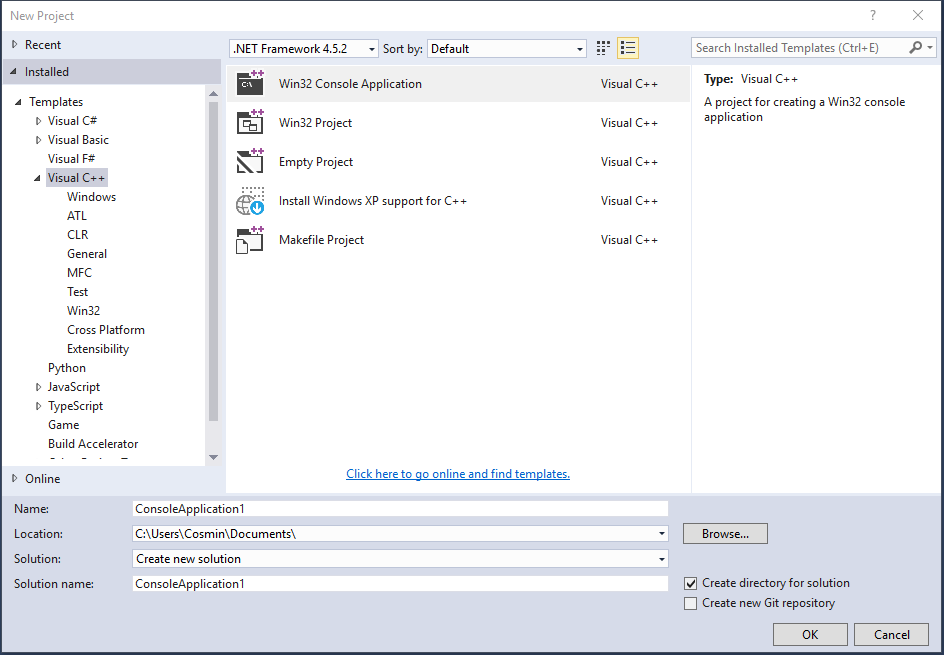 New Project
?
Recent
.NET Framework 4.5.2
Sort by:
Default
Search Installed Templates (Ctrl+E)
Installed
Templates
Visual C#
Visual Basic
Visual F#
Visual C++
Windows
ATL
CLR
General
MFC
Test
Win32
Cross Platform
Extensibility
Python
JavaScript
TypeScript
Game
Build Accelerator
Online
Win32 Console Application Visual C++
Win32 Project Visual C++
Empty Project Visual C++
Install Windows XP support for C++ Visual C++
Makefile Project Visual C++
Click here to go online and find templates.
Type: Visual C++
A project for creating a Win32 console
application
Name: ConsoleApplication1
Location: C:\Users\Cosmin\Documents\
Browse...
Solution: Create new solution
Solution name: ConsoleApplication1
Create directory for solution
Create new Git repository
OK
Cancel